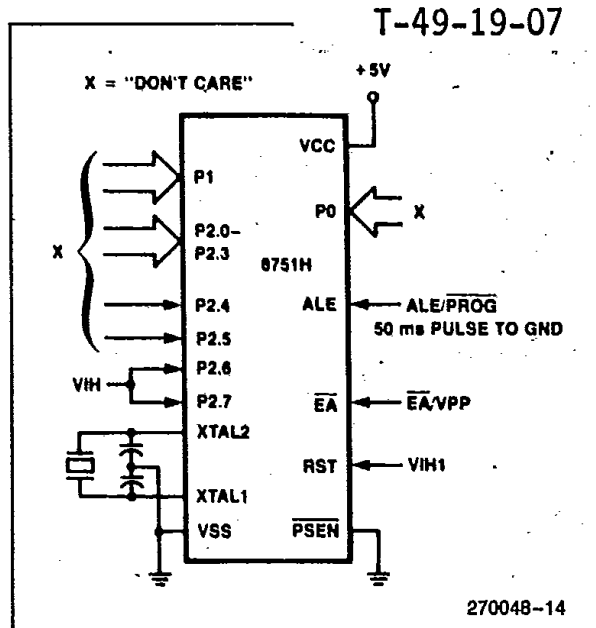 T-49-19-07
X = "DON'T CARE"
+5V
VCC
P1
P0
X
P2.0–
P2.3
X
8751H
P2.4
ALE
ALE/PROG
50 ms PULSE TO GND
P2.5
P2.6
VIH
P2.7
EA
EA/VPP
XTAL2
RST
VIH1
XTAL1
VSS
PSEN
270048–14